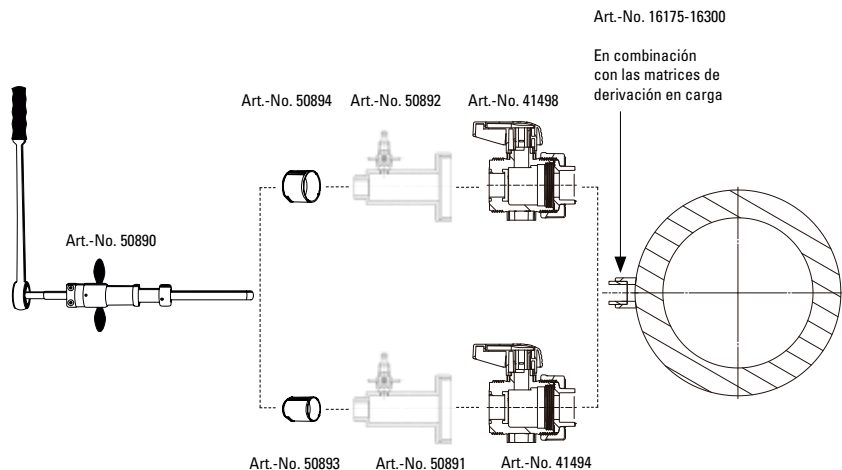 Art.-No. 16175-16300
En combinación
con las matrices de
derivación en carga
Art.-No. 50894
Art.-No. 50892
Art.-No. 41498
Art.-No. 50890
Art.-No. 50893
Art.-No. 50891
Art.-No. 41494